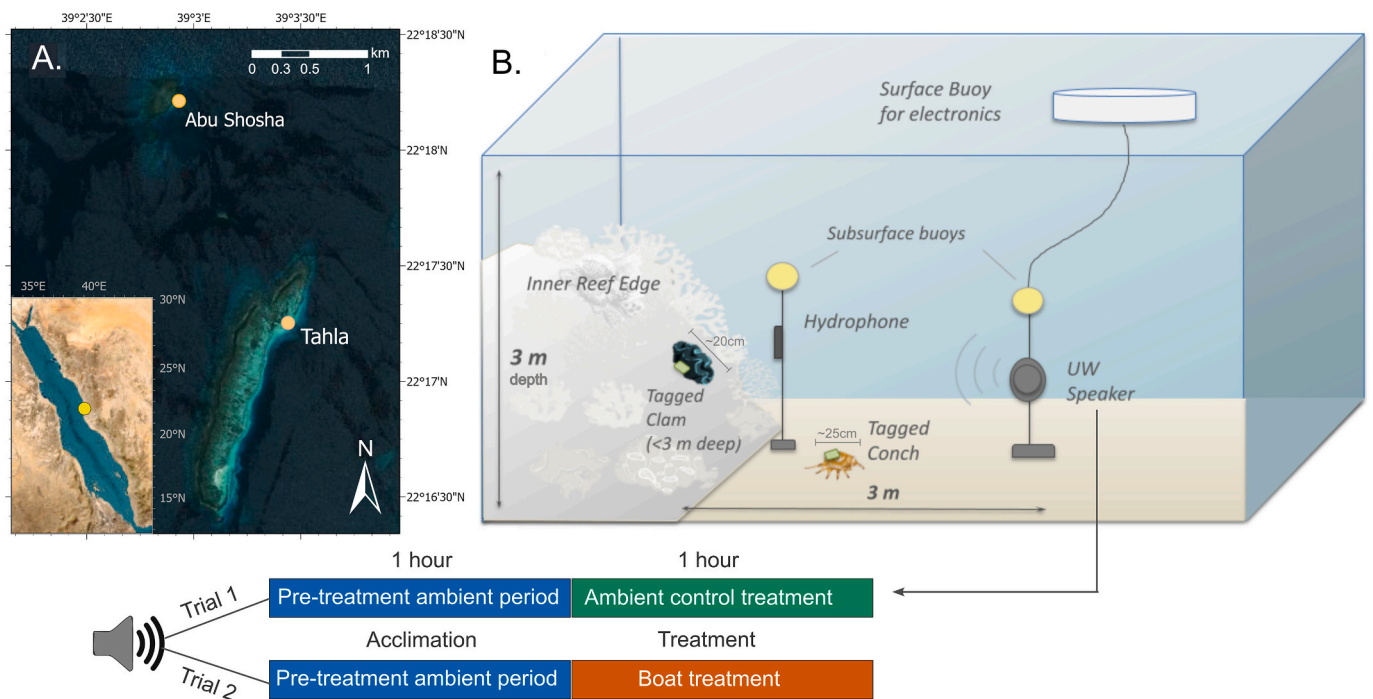 39°2'30"E
39°3'E
39°3'30"E
A.
km
0 0.3 0.5 1
Abu Shosha
Tahla
22°18'30"N
22°18'N
22°17'30"N
22°17'N
22°16'30"N
35°E 40°E
30°N
25°N
20°N
15°N
N
B.
Surface Buoy
for electronics
Subsurface buoys
Inner Reef Edge
Hydrophone
3 m
depth
~20cm
Tagged
Clam
(<3 m deep)
UW
Speaker
~25cm
Tagged
Conch
3 m
1 hour 1 hour
Trial 1
Pre-treatment ambient period Ambient control treatment
Acclimation Treatment
Trial 2
Pre-treatment ambient period Boat treatment